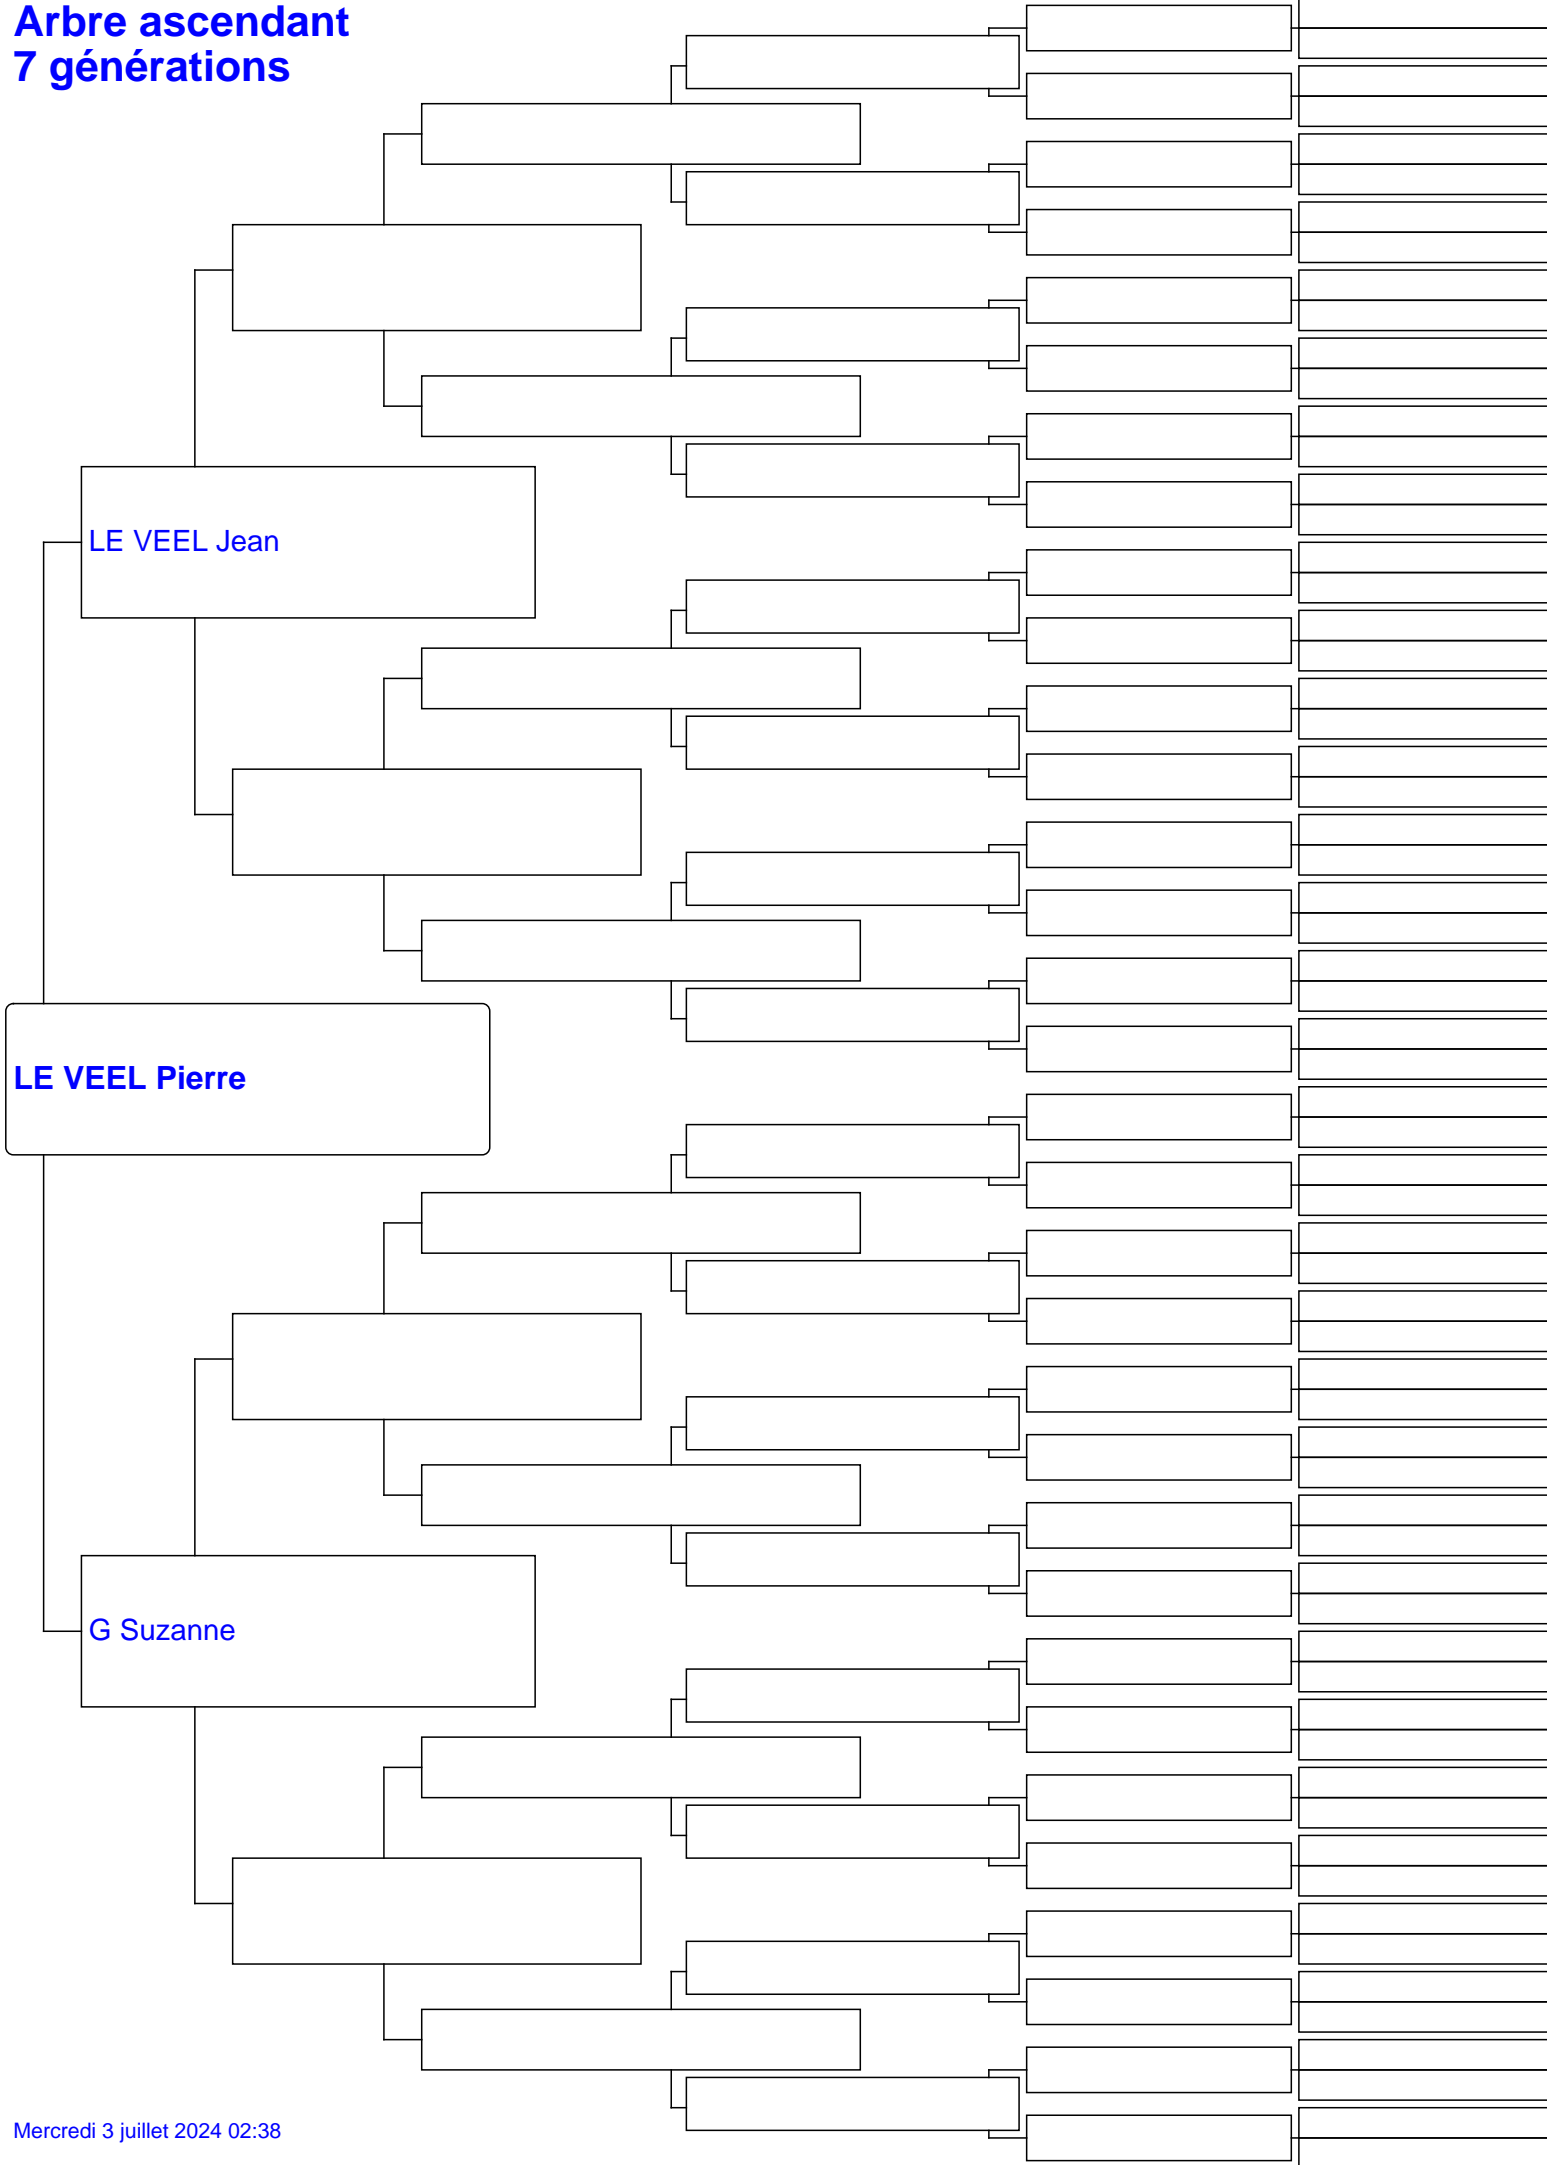 Arbre ascendant
7 générations
LE VEEL Jean
LE VEEL Pierre
G Suzanne
Mercredi 3 juillet 2024 02:38